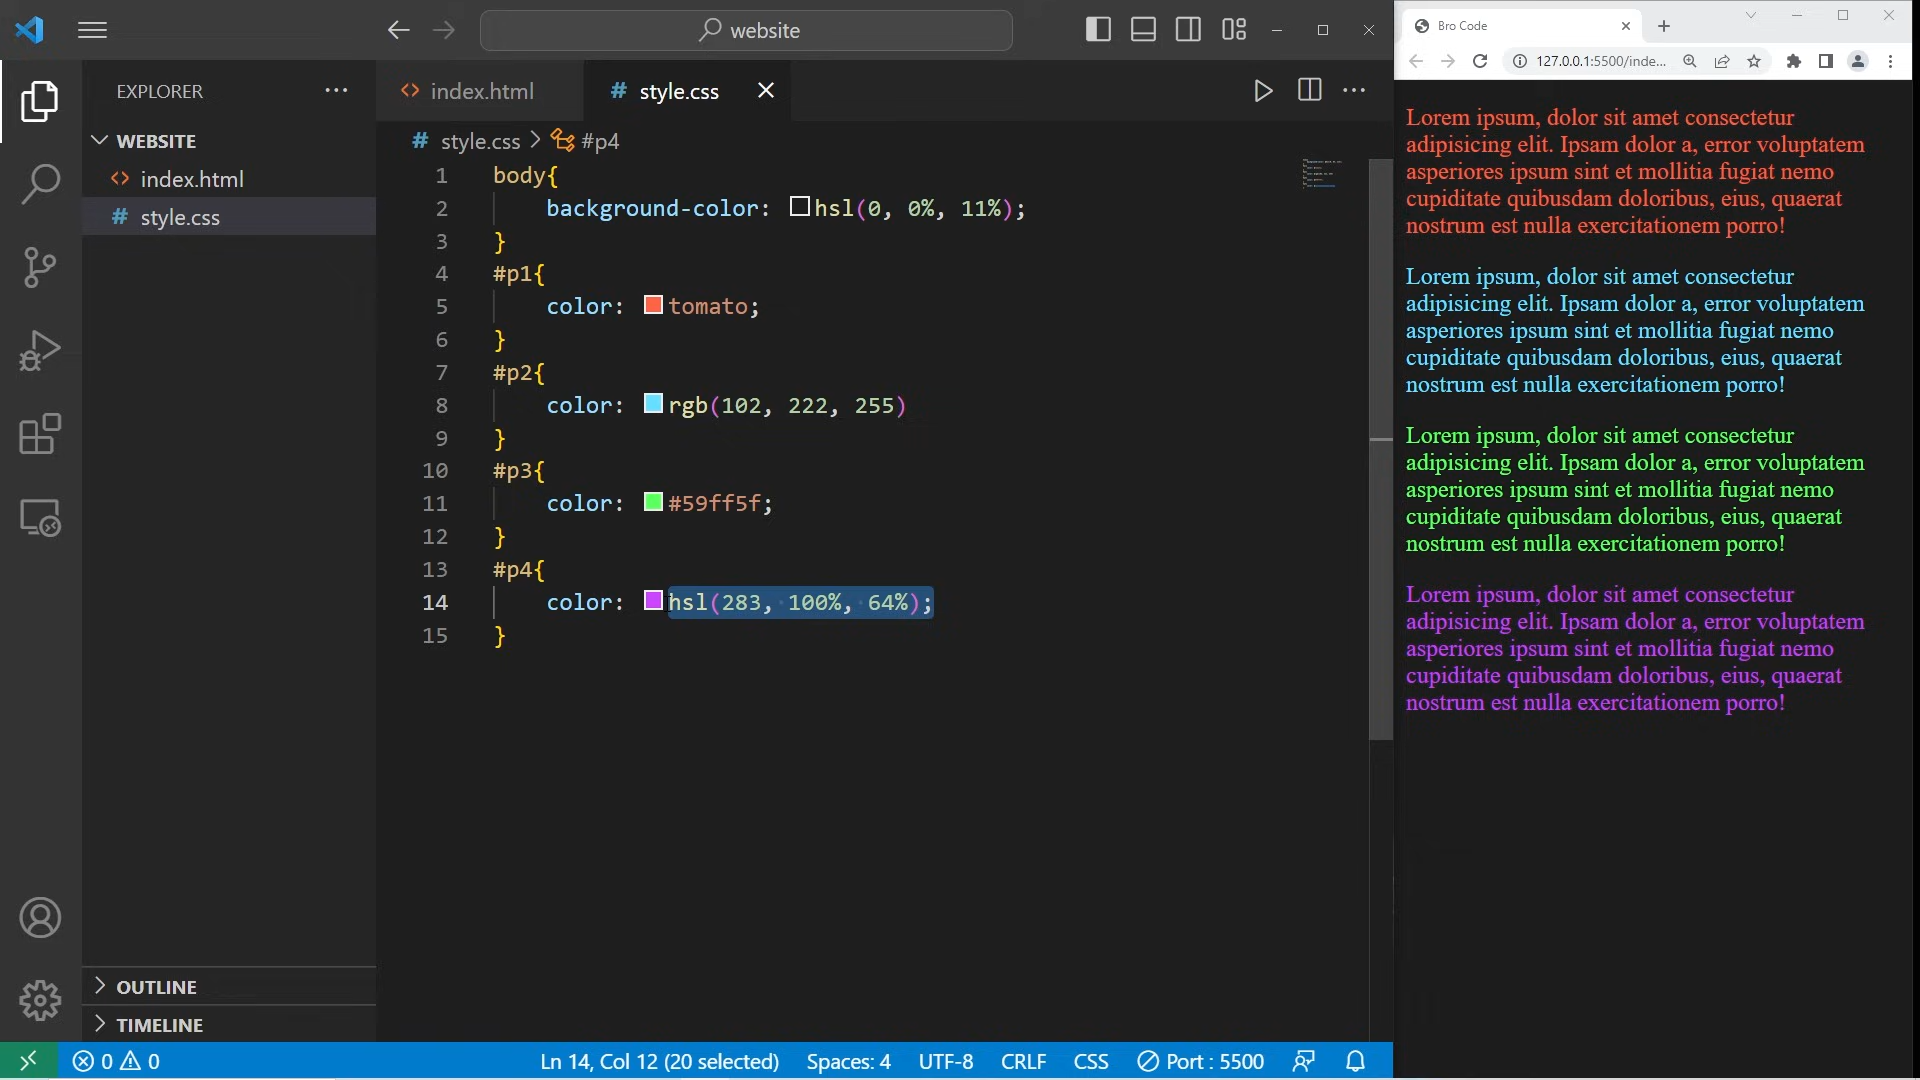 website
EXPLORER
WEBSITE
index.html
# style.css
OUTLINE
TIMELINE
index.html
# style.css
# style.css > #p4
1 body{
2 background-color: hsl(0, 0%, 11%);
3 }
4 #p1{
5 color: tomato;
6 }
7 #p2{
8 color: rgb(102, 222, 255)
9 }
10 #p3{
11 color: #59ff5f;
12 }
13 #p4{
14 color: hsl(283, 100%, 64%);
15 }
0 0
Ln 14, Col 12 (20 selected) Spaces: 4 UTF-8 CRLF CSS Port : 5500
Bro Code
127.0.0.1:5500/inde...
Lorem ipsum, dolor sit amet consectetur
adipisicing elit. Ipsam dolor a, error voluptatem
asperiores ipsum sint et mollitia fugiat nemo
cupiditate quibusdam doloribus, eius, quaerat
nostrum est nulla exercitationem porro!
Lorem ipsum, dolor sit amet consectetur
adipisicing elit. Ipsam dolor a, error voluptatem
asperiores ipsum sint et mollitia fugiat nemo
cupiditate quibusdam doloribus, eius, quaerat
nostrum est nulla exercitationem porro!
Lorem ipsum, dolor sit amet consectetur
adipisicing elit. Ipsam dolor a, error voluptatem
asperiores ipsum sint et mollitia fugiat nemo
cupiditate quibusdam doloribus, eius, quaerat
nostrum est nulla exercitationem porro!
Lorem ipsum, dolor sit amet consectetur
adipisicing elit. Ipsam dolor a, error voluptatem
asperiores ipsum sint et mollitia fugiat nemo
cupiditate quibusdam doloribus, eius, quaerat
nostrum est nulla exercitationem porro!